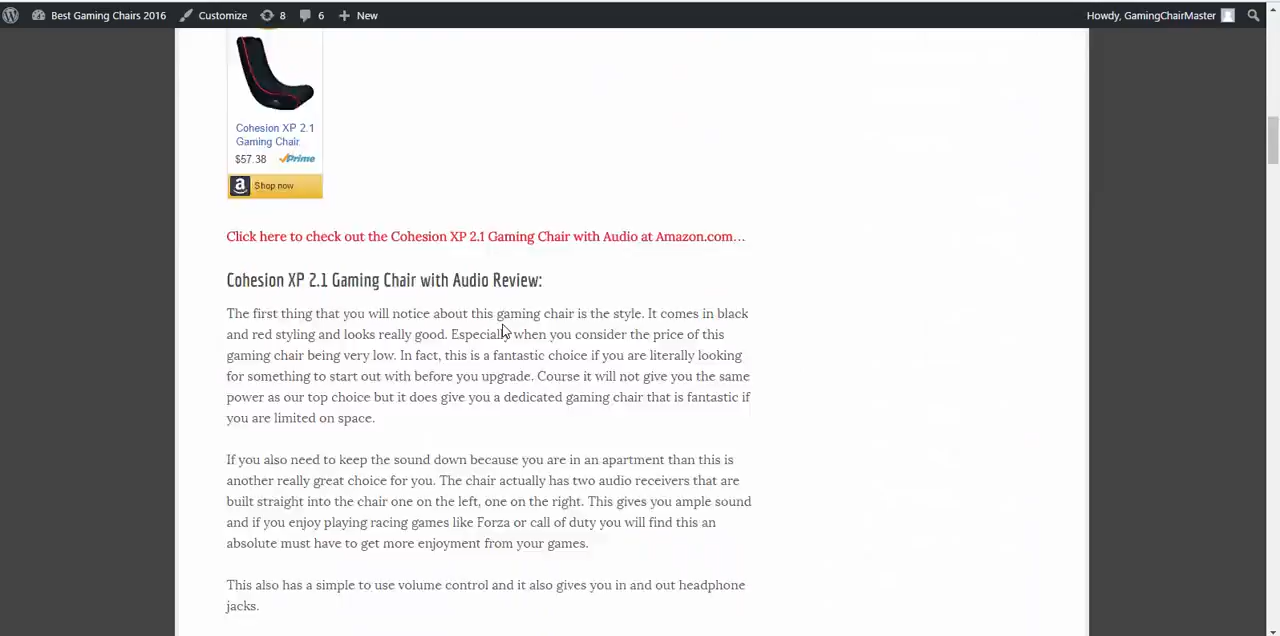 Best Gaming Chairs 2016 Customize 8 6 New Howdy, GamingChairMaster
Cohesion XP 2.1
Gaming Chair
$57.38 Prime
a Shop now
Click here to check out the Cohesion XP 2.1 Gaming Chair with Audio at Amazon.com...
Cohesion XP 2.1 Gaming Chair with Audio Review:
The first thing that you will notice about this gaming chair is the style. It comes in black
and red styling and looks really good. Especially when you consider the price of this
gaming chair being very low. In fact, this is a fantastic choice if you are literally looking
for something to start out with before you upgrade. Course it will not give you the same
power as our top choice but it does give you a dedicated gaming chair that is fantastic if
you are limited on space.
If you also need to keep the sound down because you are in an apartment than this is
another really great choice for you. The chair actually has two audio receivers that are
built straight into the chair one on the left, one on the right. This gives you ample sound
and if you enjoy playing racing games like Forza or call of duty you will find this an
absolute must have to get more enjoyment from your games.
This also has a simple to use volume control and it also gives you in and out headphone
jacks.